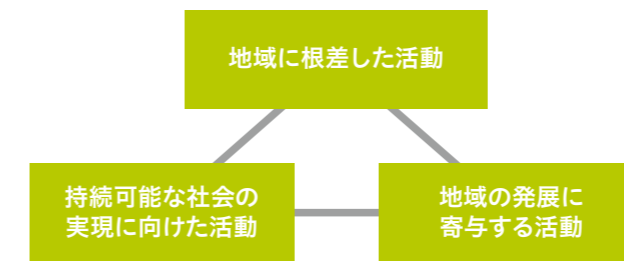 地域に根差した活動
持続可能な社会の
実現に向けた活動
地域の発展に
寄与する活動